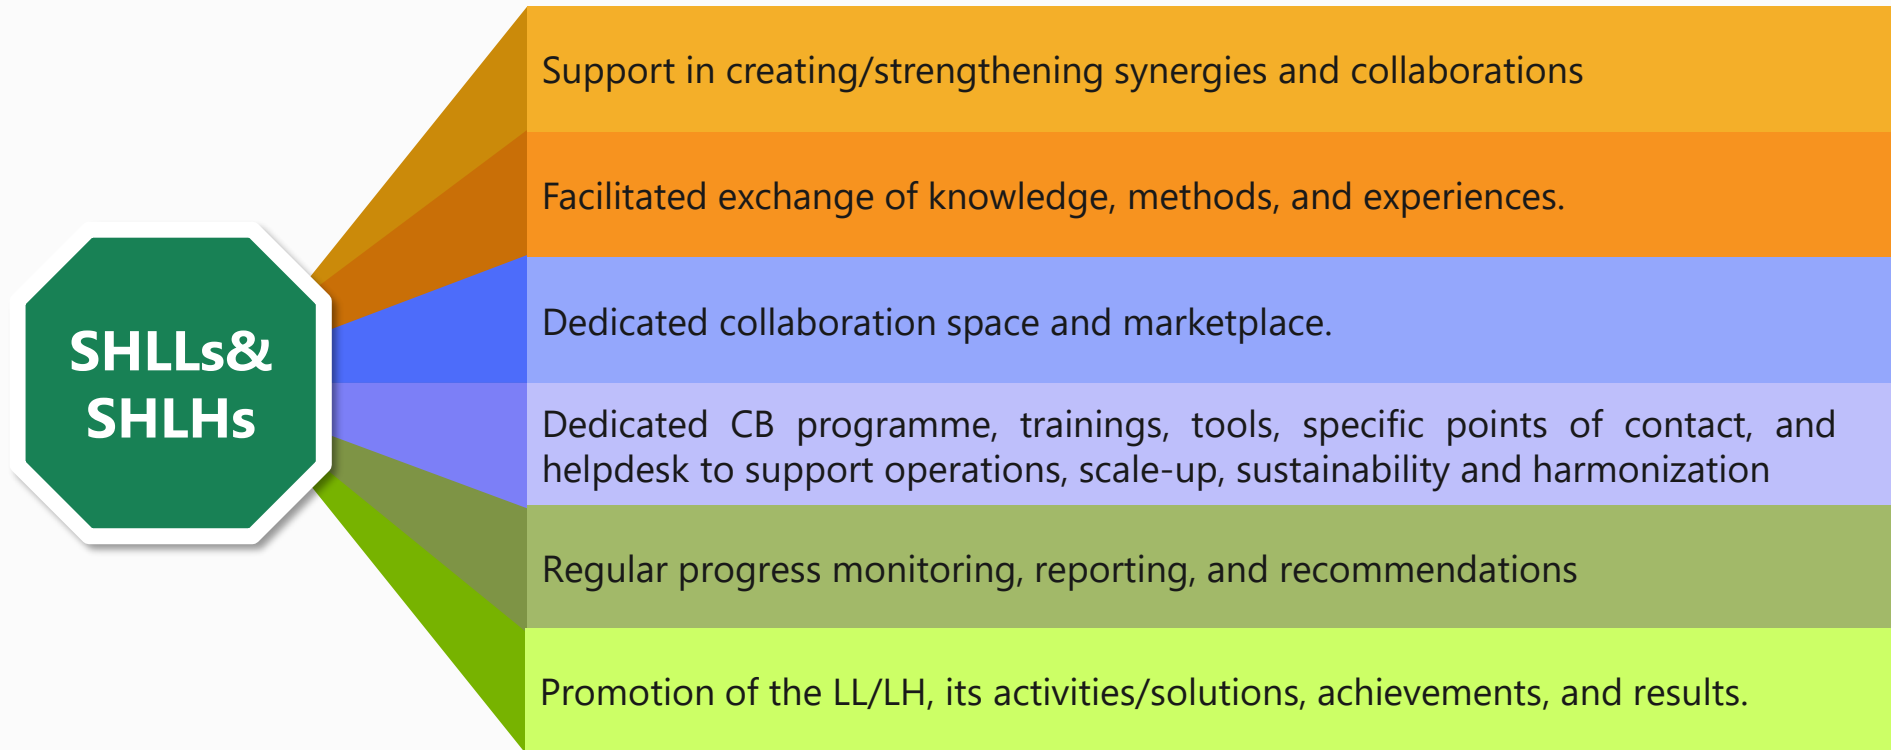 SHLLs&
SHLHs
Support in creating/strengthening synergies and collaborations
Facilitated exchange of knowledge, methods, and experiences.
Dedicated collaboration space and marketplace.
Dedicated CB programme, trainings, tools, specific points of contact, and
helpdesk to support operations, scale-up, sustainability and harmonization
Regular progress monitoring, reporting, and recommendations
Promotion of the LL/LH, its activities/solutions, achievements, and results.